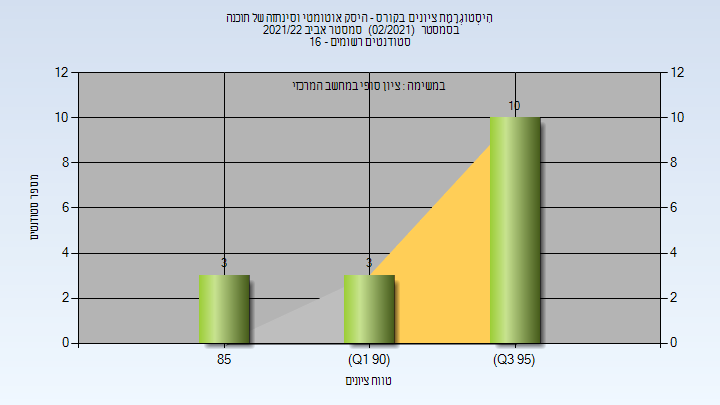 הִיסְטוֹגְרַמַּת ציונים בקורס - היסק אוטומטי וסינתזה של תוכנה
בסמסטר (02/2021) סמסטר אביב 2021/22
סטודנטים רשומים - 16
במשימה : ציון סופי במחשב המרכזי
12
12
10
10
10
8
8
6
6
4
4
3
3
2
2
0
0
מספר סטודנטים
85
(Q1 90)
(Q3 95)
טווח ציונים